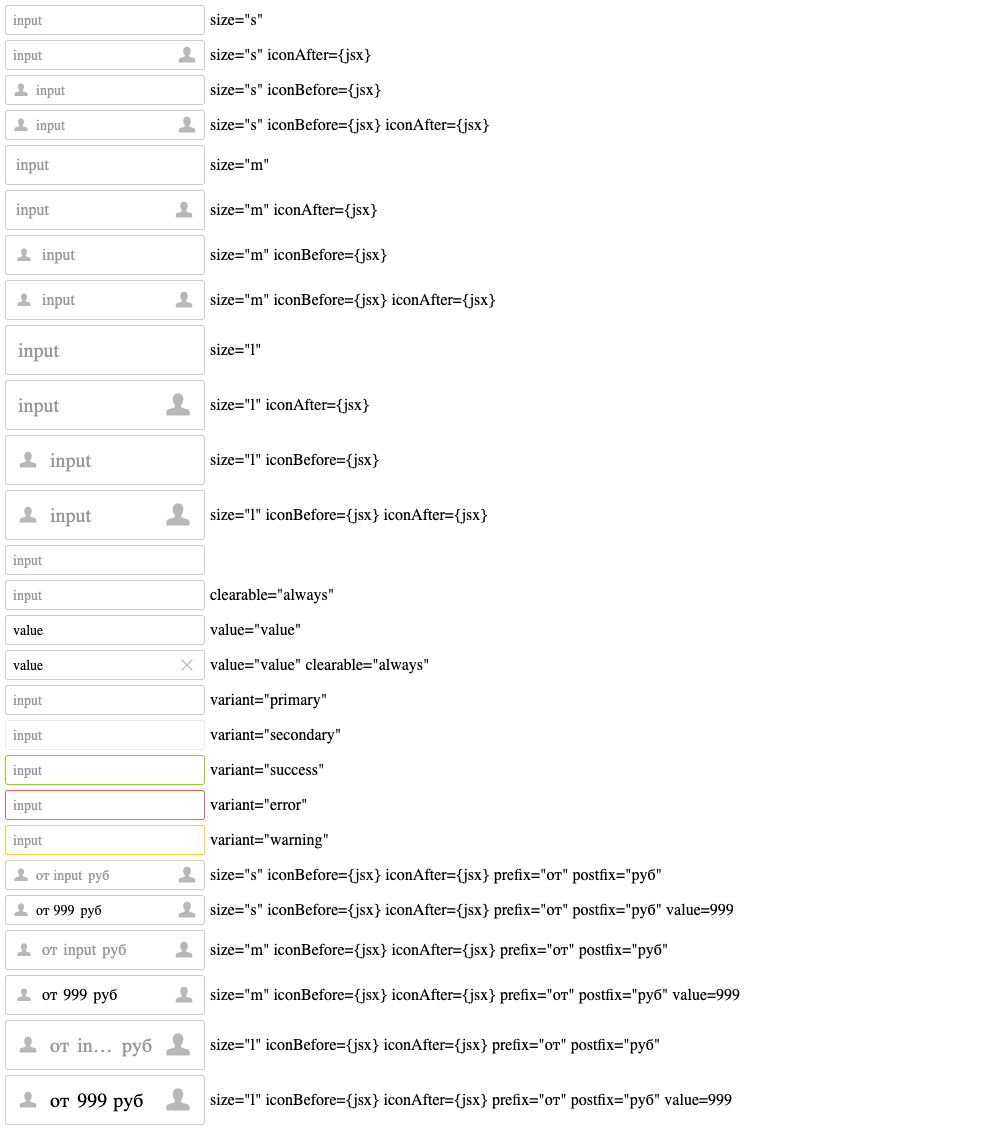 input size="s"
input size="s" iconAfter={jsx}
input size="s" iconBefore={jsx}
input size="s" iconBefore={jsx} iconAfter={jsx}
input size="m"
input size="m" iconAfter={jsx}
input size="m" iconBefore={jsx}
input size="m" iconBefore={jsx} iconAfter={jsx}
input size="l"
input size="l" iconAfter={jsx}
input size="l" iconBefore={jsx}
input size="l" iconBefore={jsx} iconAfter={jsx}
input
input clearable="always"
value value="value"
value value="value" clearable="always"
input variant="primary"
input variant="secondary"
input variant="success"
input variant="error"
input variant="warning"
от input руб size="s" iconBefore={jsx} iconAfter={jsx} prefix="от" postfix="руб"
от 999 руб size="s" iconBefore={jsx} iconAfter={jsx} prefix="от" postfix="руб" value=999
от input руб size="m" iconBefore={jsx} iconAfter={jsx} prefix="от" postfix="руб"
от 999 руб size="m" iconBefore={jsx} iconAfter={jsx} prefix="от" postfix="руб" value=999
от in… руб size="l" iconBefore={jsx} iconAfter={jsx} prefix="от" postfix="руб"
от 999 руб size="l" iconBefore={jsx} iconAfter={jsx} prefix="от" postfix="руб" value=999